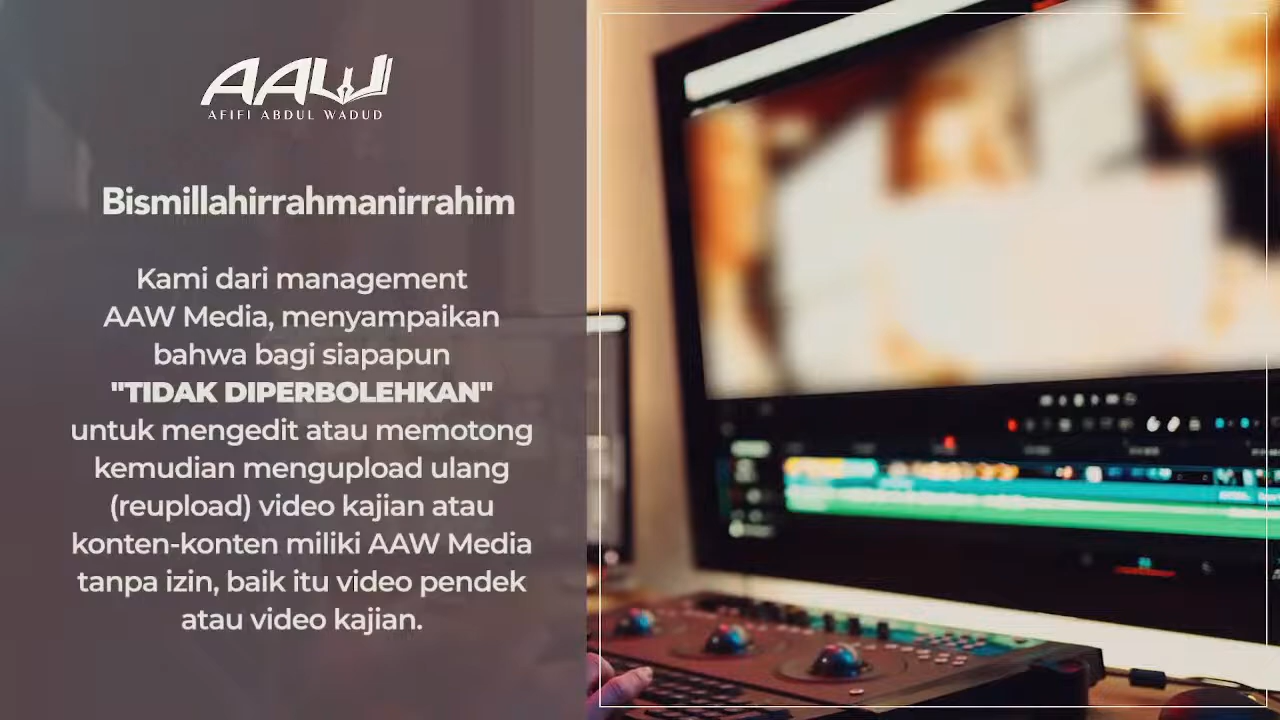 AAW
AFIFI ABDUL WADUD
Bismillahirrahmanirrahim
Kami dari management
AAW Media, menyampaikan
bahwa bagi siapapun
"TIDAK DIPERBOLEHKAN"
untuk mengedit atau memotong
kemudian mengupload ulang
(reupload) video kajian atau
konten-konten miliki AAW Media
tanpa izin, baik itu video pendek
atau video kajian.